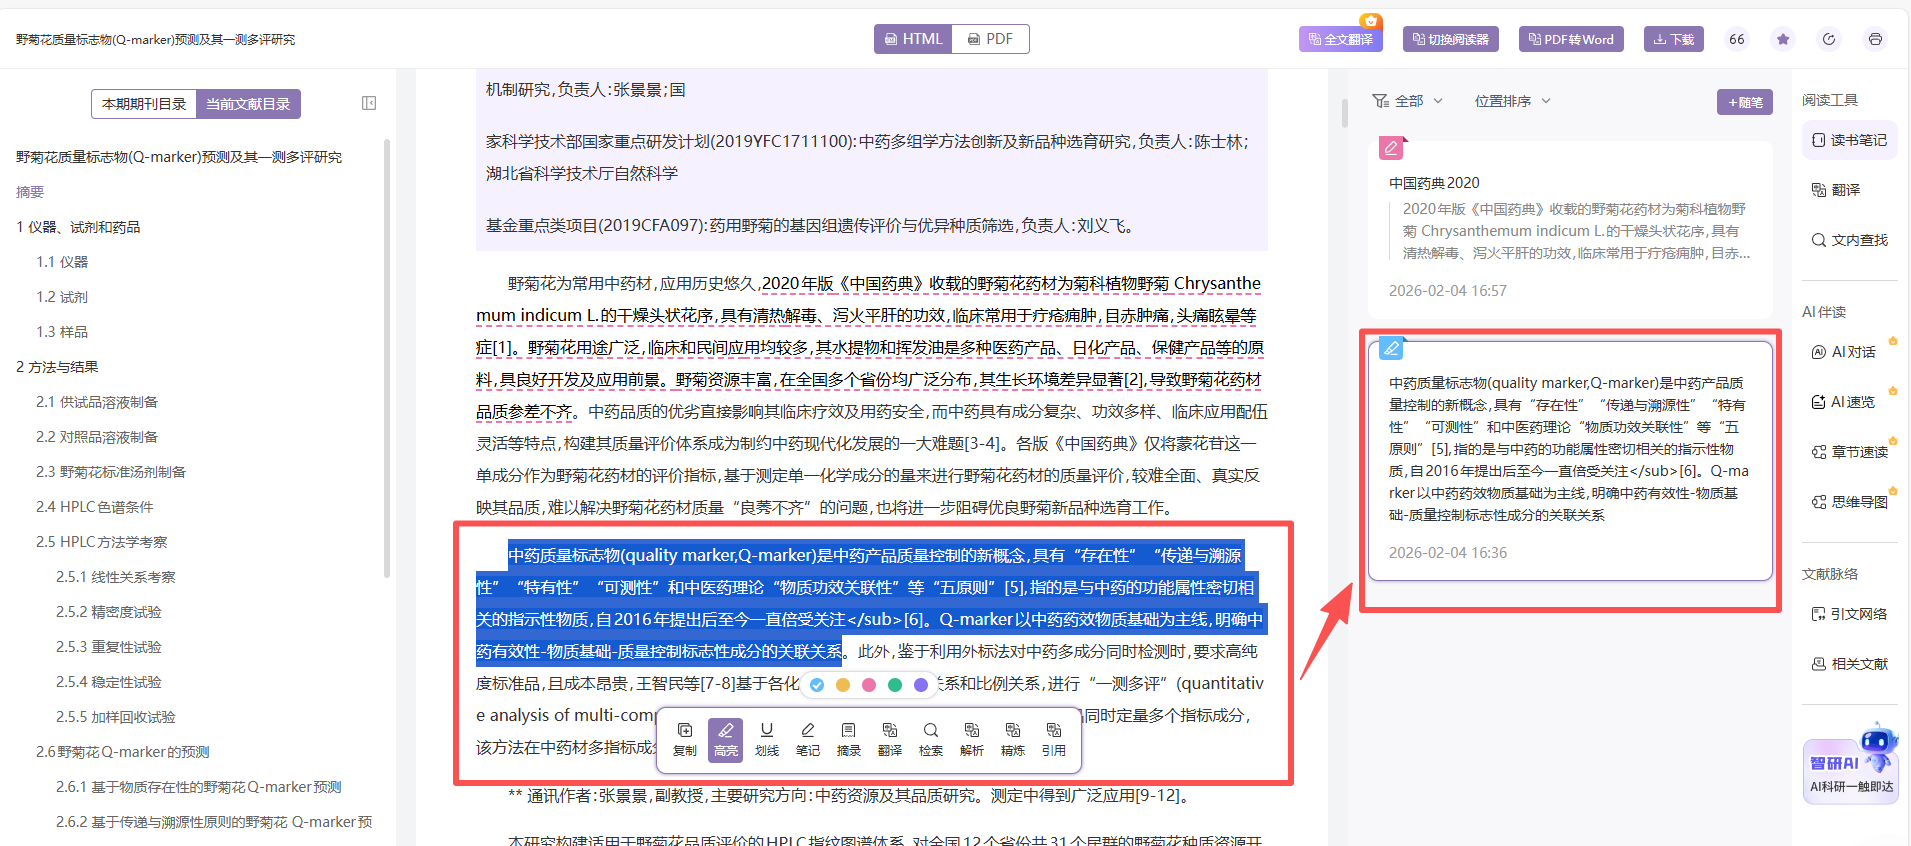 野菊花质量标志物(Q-marker)预测及其一测多评研究
HTML
PDF
全文翻译
切换阅读器
PDF转Word
下载
66
本期期刊目录
当前文献目录
野菊花质量标志物(Q-marker)预测及其一测多评研究
摘要
1 仪器、试剂和药品
1.1 仪器
1.2 试剂
1.3 样品
2 方法与结果
2.1 供试品溶液制备
2.2 对照品溶液制备
2.3 野菊花标准汤剂制备
2.4 HPLC色谱条件
2.5 HPLC方法学考察
2.5.1 线性关系考察
2.5.2 精密度试验
2.5.3 重复性试验
2.5.4 稳定性试验
2.5.5 加样回收试验
2.6野菊花Q-marker的预测
2.6.1 基于物质存在性的野菊花Q-marker预测
2.6.2 基于传递与溯源性原则的野菊花 Q-marker预
机制研究,负责人:张景景;国
家科学技术部国家重点研发计划(2019YFC1711100):中药多组学方法创新及新品种选育研究,负责人:陈士林;
湖北省科学技术厅自然科学
基金重点类项目(2019CFA097):药用野菊的基因组遗传评价与优异种质筛选,负责人:刘义飞。
野菊花为常用中药材,应用历史悠久,2020年版《中国药典》收载的野菊花药材为菊科植物野菊 Chrysanthe
mum indicum L.的干燥头状花序,具有清热解毒、泻火平肝的功效,临床常用于疔疮痈肿,目赤肿痛,头痛眩晕等
症[1]。野菊花用途广泛,临床和民间应用均较多,其水提物和挥发油是多种医药产品、日化产品、保健产品等的原
料,具良好开发及应用前景。野菊资源丰富,在全国多个省份均广泛分布,其生长环境差异显著[2],导致野菊花药材
品质参差不齐。中药品质的优劣直接影响其临床疗效及用药安全,而中药具有成分复杂、功效多样、临床应用配伍
灵活等特点,构建其质量评价体系成为制约中药现代化发展的一大难题[3-4]。各版《中国药典》仅将蒙花苷这一
单成分作为野菊花药材的评价指标,基于测定单一化学成分的量来进行野菊花药材的质量评价,较难全面、真实反
映其品质,难以解决野菊花药材质量“良莠不齐”的问题,也将进一步阻碍优良野菊新品种选育工作。
中药质量标志物(quality marker,Q-marker)是中药产品质量控制的新概念,具有“存在性”“传递与溯源
性”“特有性”“可测性”和中医药理论“物质功效关联性”等“五原则”[5],指的是与中药的功能属性密切相
关的指示性物质,自2016年提出后至今一直倍受关注</sub>[6]。Q-marker以中药药效物质基础为主线,明确中
药有效性-物质基础-质量控制标志性成分的关联关系。此外,鉴于利用外标法对中药多成分同时检测时,要求高纯
度标准品,且成本昂贵,王智民等[7-8]基于各化
关系和比例关系,进行“一测多评”(quantitativ
e analysis of multi-comp
同时定量多个指标成分,
该方法在中药材多指标成
复制
高亮
划线
笔记
摘录
翻译
检索
解析
精炼
引用
** 通讯作者:张景景,副教授,主要研究方向:中药资源及其品质研究。测定中得到广泛应用[9-12]。
本研究构建适用于野菊花品质评价的HPLC指纹图谱体系,对全国12个省份共31个居群的野菊花种质资源开
全部
位置排序
+随笔
中国药典2020
2020年版《中国药典》收载的野菊花药材为菊科植物野
菊 Chrysanthemum indicum L.的干燥头状花序,具有
清热解毒、泻火平肝的功效,临床常用于疔疮痈肿,目赤...
2026-02-04 16:57
中药质量标志物(quality marker,Q-marker)是中药产品质
量控制的新概念,具有“存在性”“传递与溯源性”“特有
性”“可测性”和中医药理论“物质功效关联性”等“五
原则”[5],指的是与中药的功能属性密切相关的指示性物
质,自2016年提出后至今一直倍受关注</sub>[6]。Q-ma
rker以中药药效物质基础为主线,明确中药有效性-物质基
础-质量控制标志性成分的关联关系
2026-02-04 16:36
阅读工具
读书笔记
翻译
文内查找
AI伴读
AI对话
AI速览
章节速读
思维导图
文献脉络
引文网络
相关文献
智研AI
AI科研一触即达